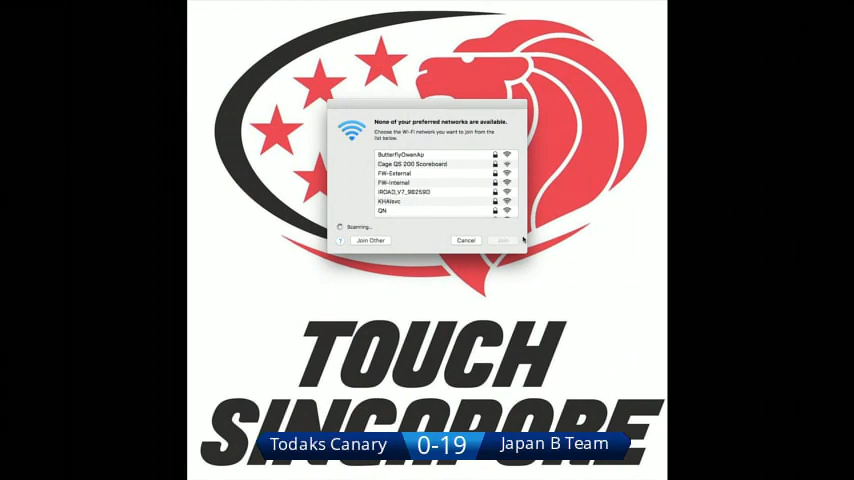 None of your preferred networks are available.
Choose the Wi-Fi network you want to join from the
list below.
ButterflyOwenAp
Cage QS 200 Scoreboard
FW-External
FW-Internal
IROAD_V7_982590
KHAIsvc
QN
Scanning...
? Join Other
Cancel
Join
TOUCH
SINGAPORE
Todaks Canary
0-19
Japan B Team